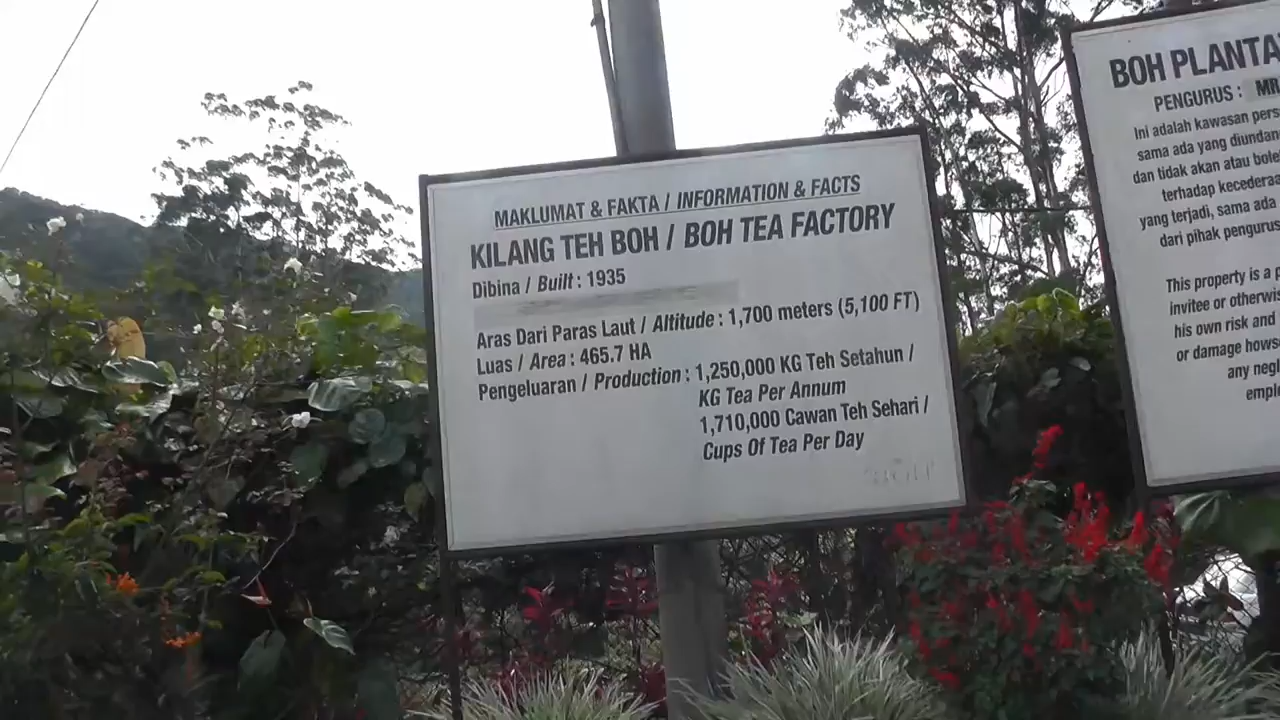 MAKLUMAT & FAKTA / INFORMATION & FACTS
KILANG TEH BOH / BOH TEA FACTORY
Dibina / Built : 1935
Aras Dari Paras Laut / Altitude : 1,700 meters (5,100 FT)
Luas / Area : 465.7 HA
Pengeluaran / Production : 1,250,000 KG Teh Setahun /
KG Tea Per Annum
1,710,000 Cawan Teh Sehari /
Cups Of Tea Per Day
BOH PLANTA
PENGURUS : MR
Ini adalah kawasan pers
sama ada yang diundan
dan tidak akan atau bole
terhadap kecederaa
yang terjadi, sama ada
dari pihak pengurus
This property is a p
invitee or otherwi
his own risk and
or damage hows
any negl
emplo